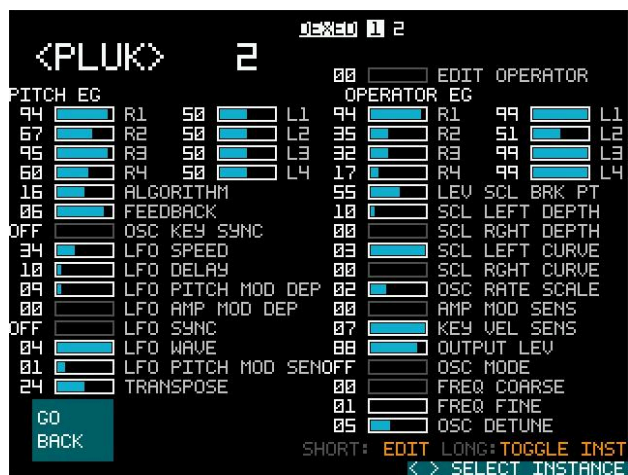 DEXED 1 2
<PLUK> 2
00 EDIT OPERATOR
PITCH EG
94 R1 50 L1
67 R2 50 L2
95 R3 50 L3
60 R4 50 L4
16 ALGORITHM
06 FEEDBACK
OFF OSC KEY SYNC
34 LFO SPEED
10 LFO DELAY
09 LFO PITCH MOD DEP
00 LFO AMP MOD DEP
OFF LFO SYNC
04 LFO WAVE
01 LFO PITCH MOD SEN
24 TRANSPOSE
OPERATOR EG
94 R1 99 L1
35 R2 51 L2
32 R3 99 L3
17 R4 99 L4
55 LEV SCL BRK PT
10 SCL LEFT DEPTH
00 SCL RGHT DEPTH
03 SCL LEFT CURVE
00 SCL RGHT CURVE
02 OSC RATE SCALE
00 AMP MOD SENS
07 KEY VEL SENS
88 OUTPUT LEV
OFF OSC MODE
00 FREQ COARSE
01 FREQ FINE
05 OSC DETUNE
GO
BACK
SHORT: EDIT LONG:TOGGLE INST
< > SELECT INSTANCE